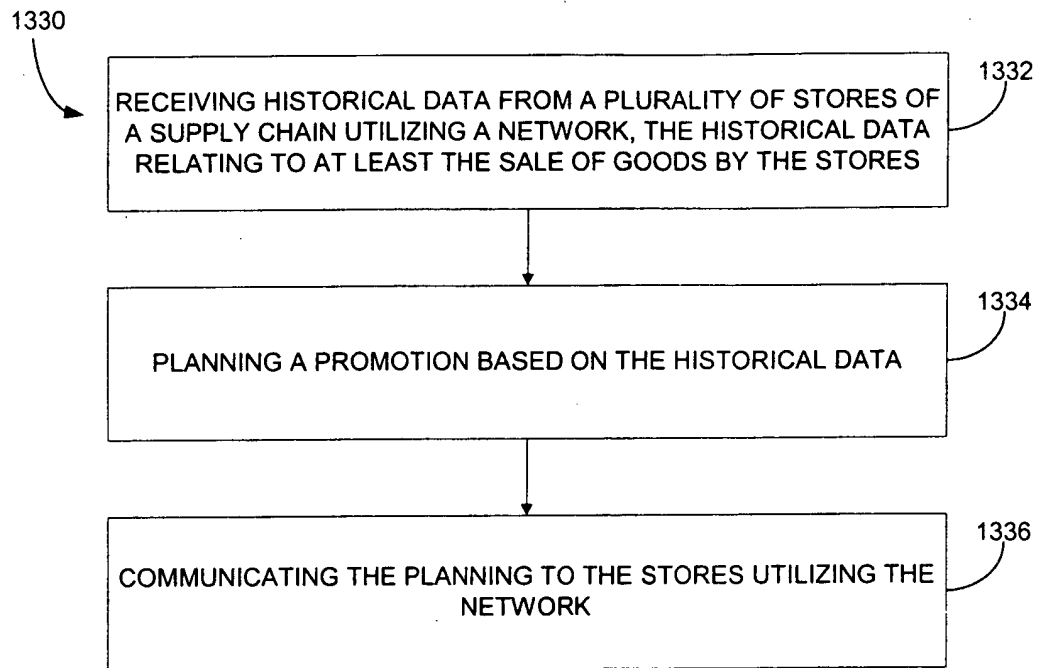 1330
1332
RECEIVING HISTORICAL DATA FROM A PLURALITY OF STORES OF
A SUPPLY CHAIN UTILIZING A NETWORK, THE HISTORICAL DATA
RELATING TO AT LEAST THE SALE OF GOODS BY THE STORES
1334
PLANNING A PROMOTION BASED ON THE HISTORICAL DATA
1336
COMMUNICATING THE PLANNING TO THE STORES UTILIZING THE
NETWORK